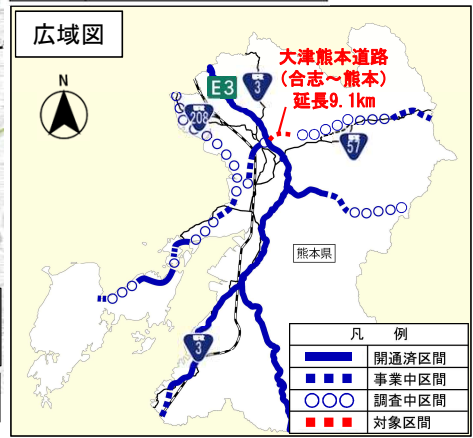 広域図
N
大津熊本道路
(合志～熊本)
延長9.1km
E3
3
208
57
熊本県
3
凡 例
開通済区間
事業中区間
調査中区間
対象区間